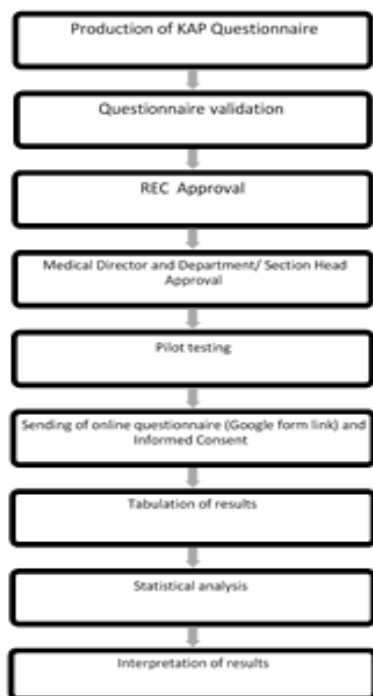 Production of KAP Questionnaire
Questionnaire validation
REC Approval
Medical Director and Department/ Section Head
Approval
Pilot testing
Sending of online questionnaire (Google form link) and
Informed Consent
Tabulation of results
Statistical analysis
Interpretation of results